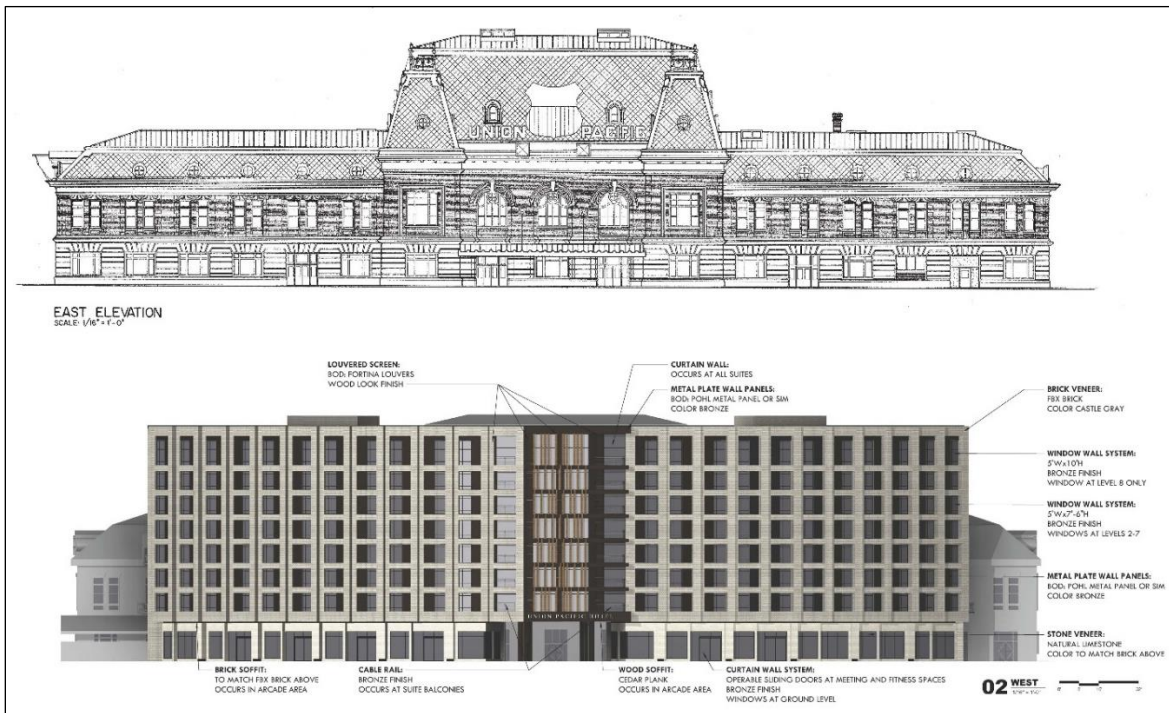 UNION PACIFIC
EAST ELEVATION
SCALE: 1/16" = 1'-0"
LOUVERED SCREEN:
BOD: FORTINA LOUVERS
WOOD LOOK FINISH
CURTAIN WALL:
OCCURS AT ALL SUITES
METAL PLATE WALL PANELS:
BOD: POHL METAL PANEL OR SIM
COLOR BRONZE
BRICK VENEER:
FBX BRICK
COLOR CASTLE GRAY
WINDOW WALL SYSTEM:
5'Wx10'H
BRONZE FINISH
WINDOW AT LEVEL 8 ONLY
WINDOW WALL SYSTEM:
5'Wx7'-6"H
BRONZE FINISH
WINDOWS AT LEVELS 2-7
METAL PLATE WALL PANELS:
BOD: POHL METAL PANEL OR SIM
COLOR BRONZE
STONE VENEER:
NATURAL LIMESTONE
COLOR TO MATCH BRICK ABOVE
UNION PACIFIC HOTEL
BRICK SOFFIT:
TO MATCH FBX BRICK ABOVE
OCCURS IN ARCADE AREA
CABLE RAIL:
BRONZE FINISH
OCCURS AT SUITE BALCONIES
WOOD SOFFIT:
CEDAR PLANK
OCCURS IN ARCADE AREA
CURTAIN WALL SYSTEM:
OPERABLE SLIDING DOORS AT MEETING AND FITNESS SPACES
BRONZE FINISH
WINDOWS AT GROUND LEVEL
02 WEST